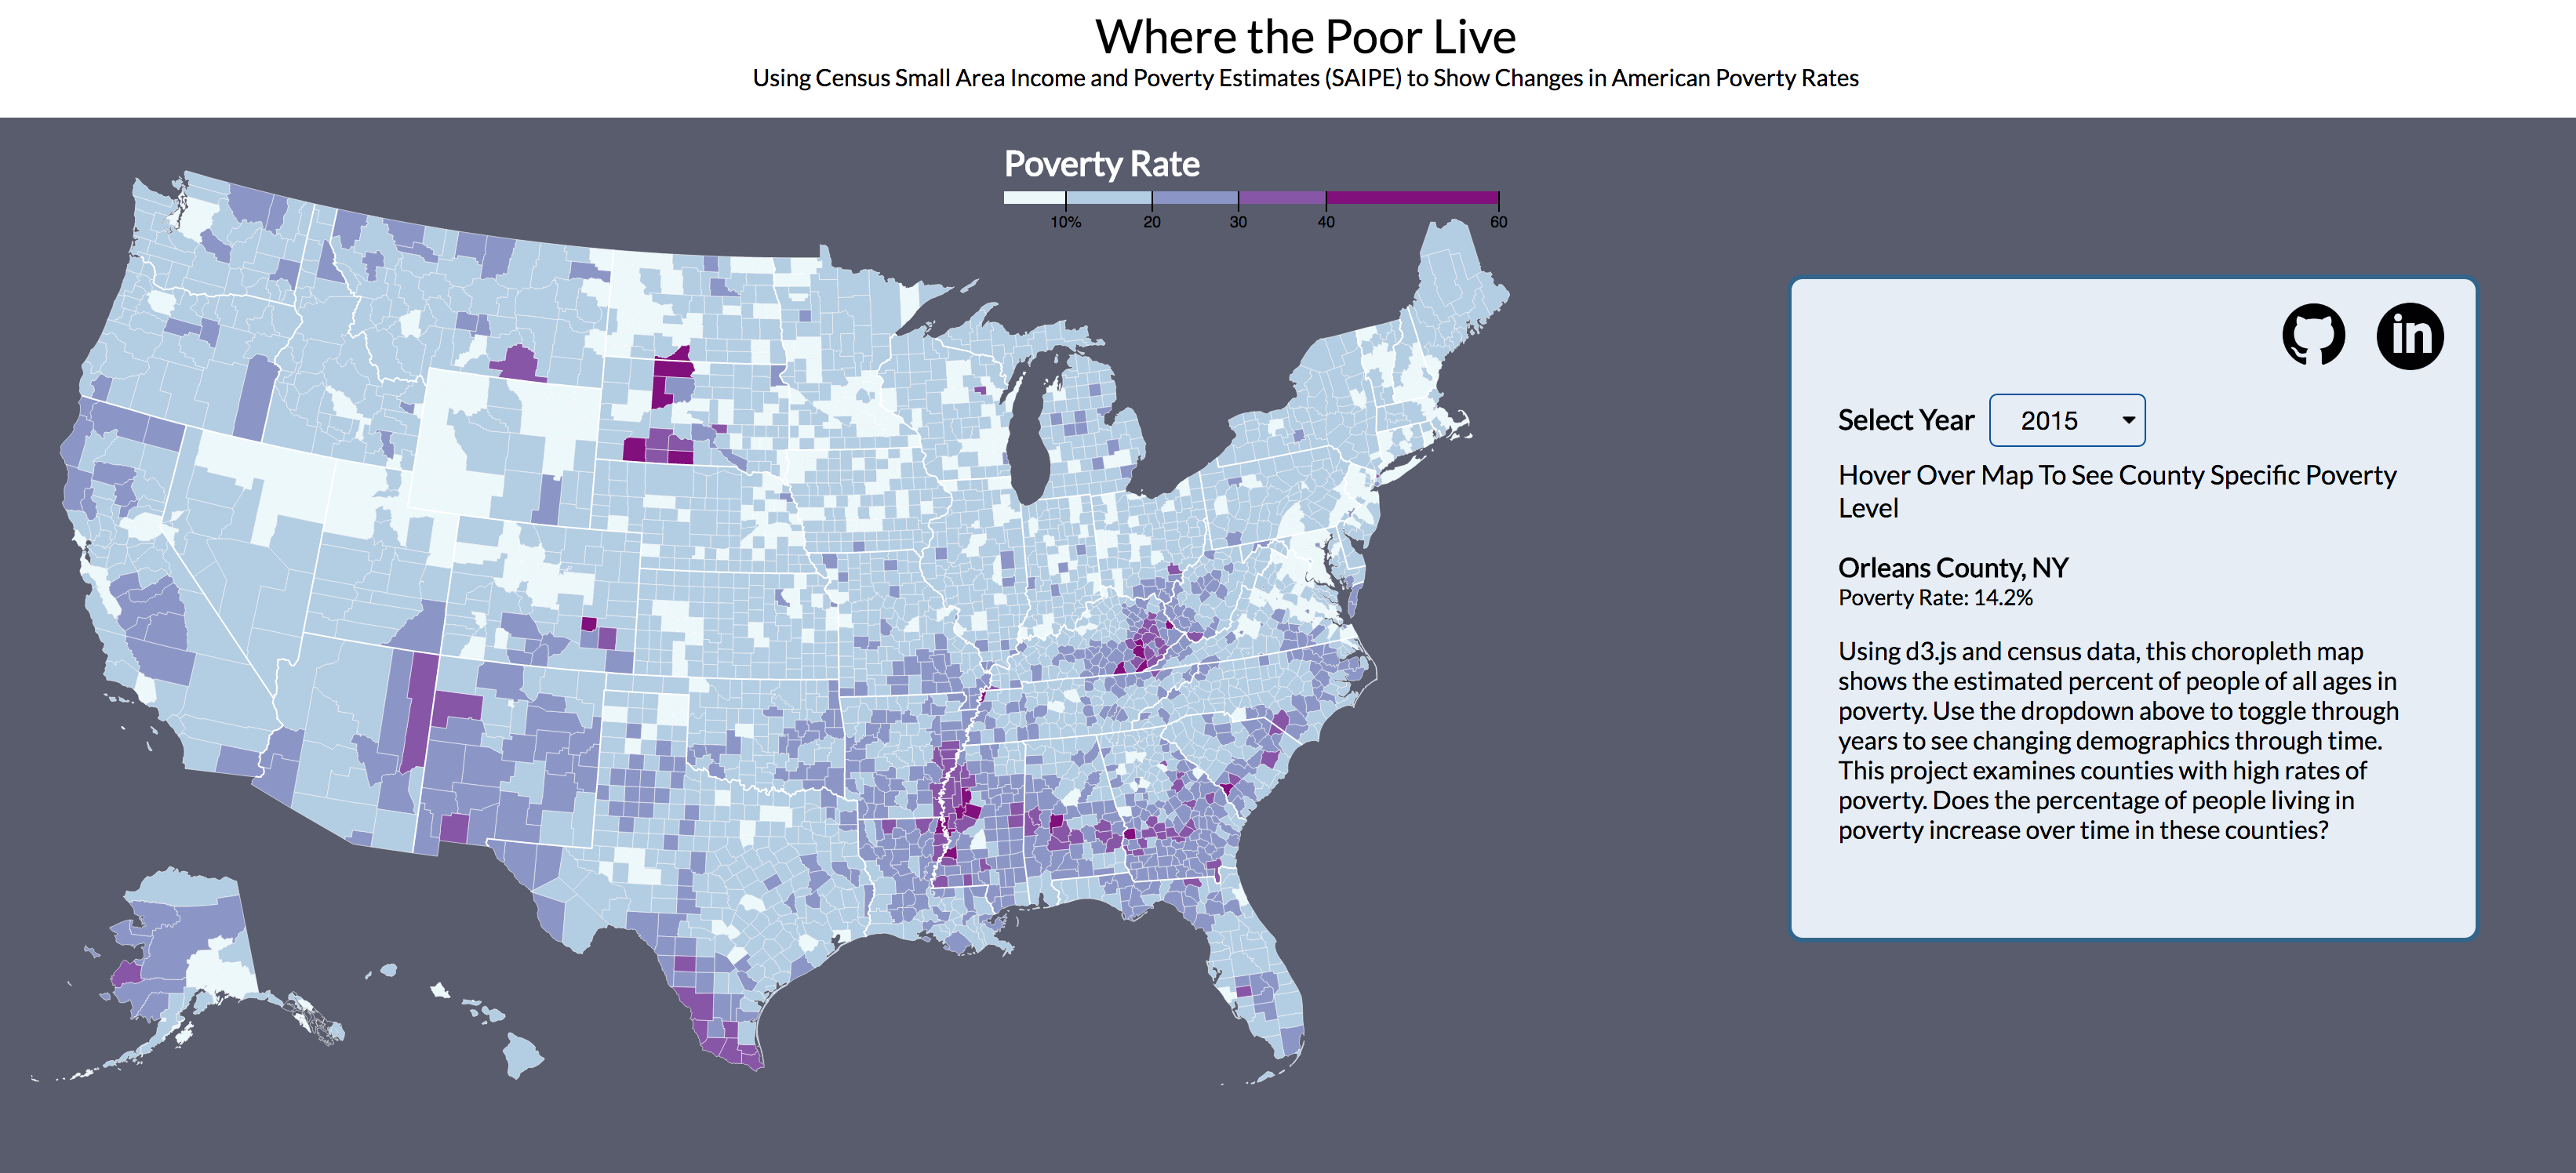 Where the Poor Live
Using Census Small Area Income and Poverty Estimates (SAIPE) to Show Changes in American Poverty Rates
Poverty Rate
10% 20 30 40 60
in
Select Year 2015
Hover Over Map To See County Specific Poverty
Level
Orleans County, NY
Poverty Rate: 14.2%
Using d3.js and census data, this choropleth map
shows the estimated percent of people of all ages in
poverty. Use the dropdown above to toggle through
years to see changing demographics through time.
This project examines counties with high rates of
poverty. Does the percentage of people living in
poverty increase over time in these counties?